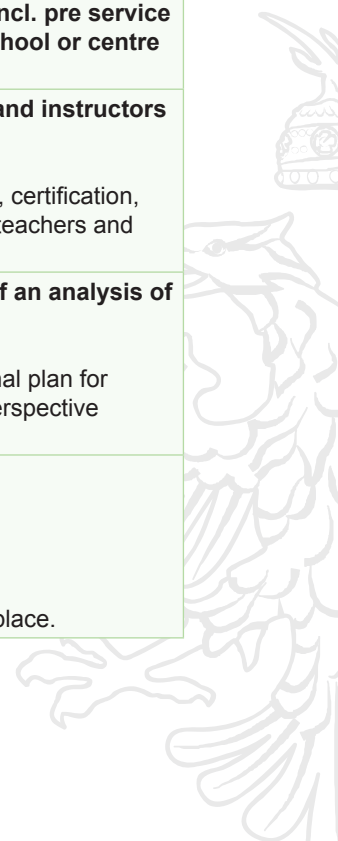 ncl. pre service
hool or centre
and instructors
, certification,
teachers and
f an analysis of
nal plan for
erspective
place.